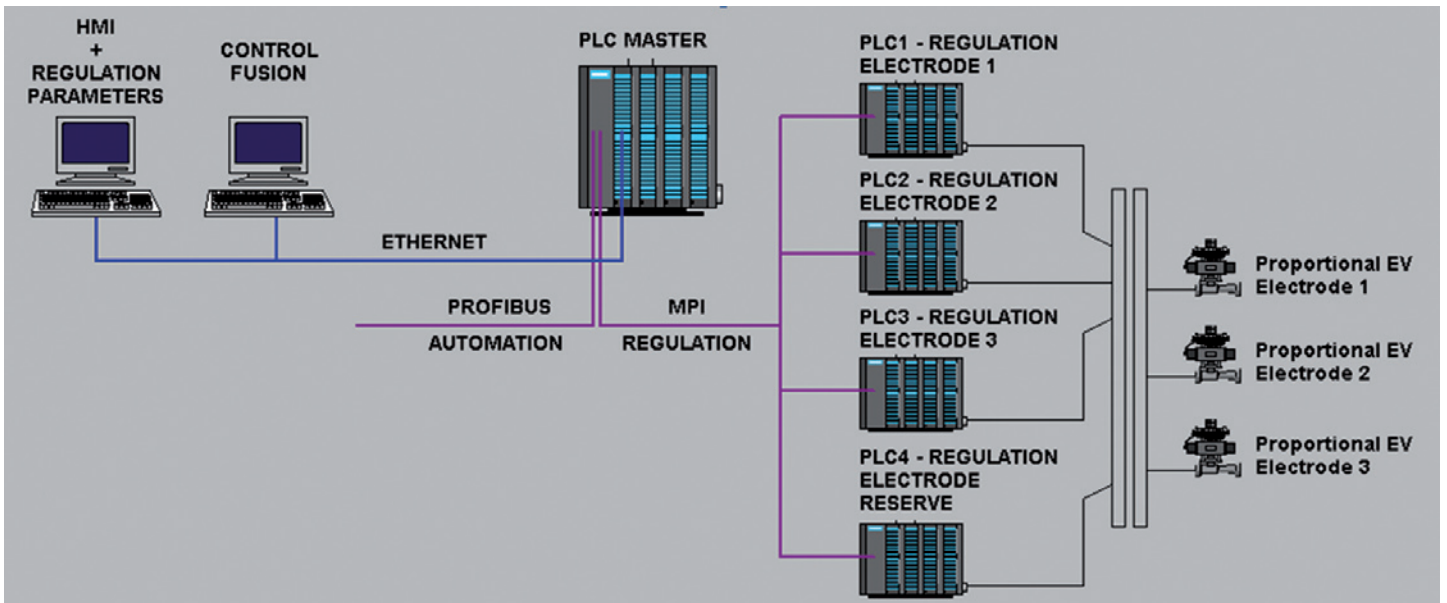 HMI
+
REGULATION
PARAMETERS
CONTROL
FUSION
PLC MASTER
ETHERNET
PROFIBUS
AUTOMATION
MPI
REGULATION
PLC1 - REGULATION
ELECTRODE 1
PLC2 - REGULATION
ELECTRODE 2
PLC3 - REGULATION
ELECTRODE 3
PLC4 - REGULATION
ELECTRODE
RESERVE
Proportional EV
Electrode 1
Proportional EV
Electrode 2
Proportional EV
Electrode 3